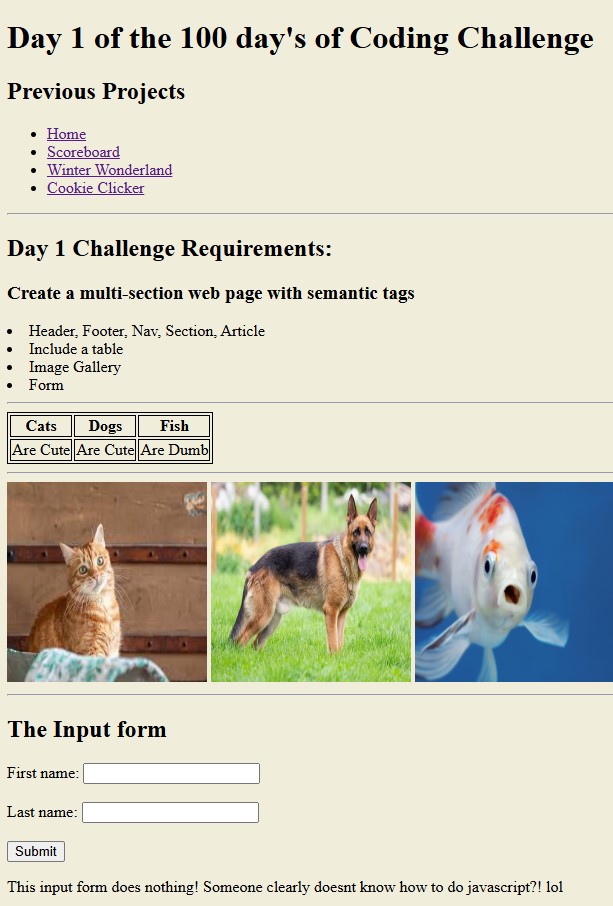 Day 1 of the 100 day's of Coding Challenge
Previous Projects
Home
Scoreboard
Winter Wonderland
Cookie Clicker
Day 1 Challenge Requirements:
Create a multi-section web page with semantic tags
Header, Footer, Nav, Section, Article
Include a table
Image Gallery
Form
Cats Dogs Fish
Are Cute Are Cute Are Dumb
The Input form
First name:
Last name:
Submit
This input form does nothing! Someone clearly doesnt know how to do javascript?! lol